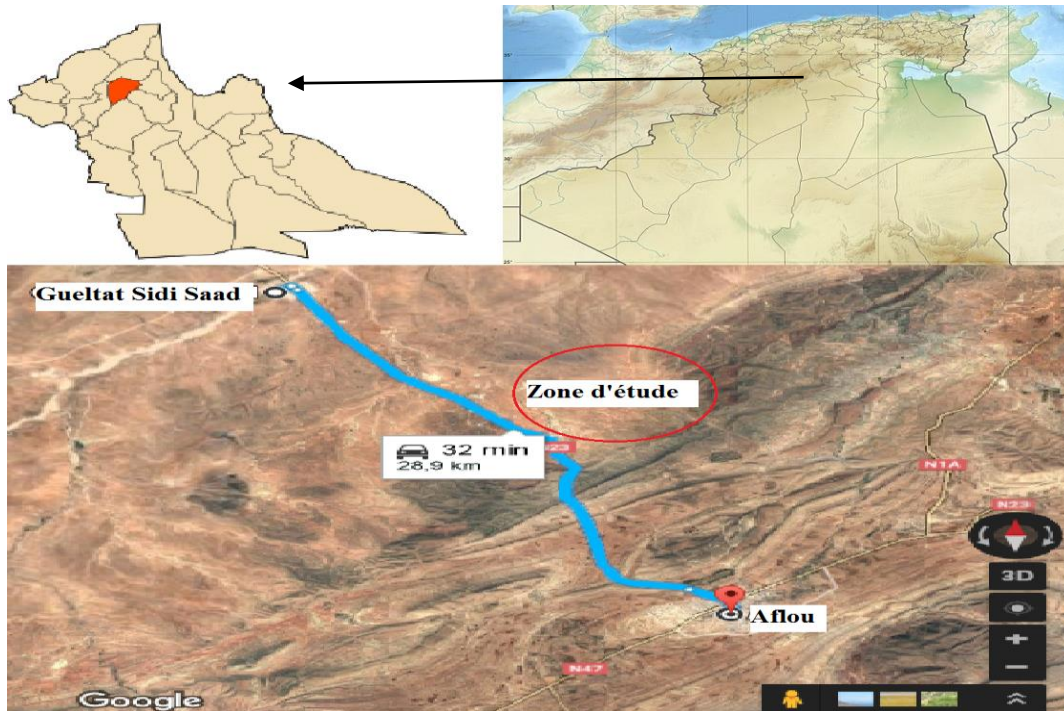 Gueltat Sidi Saad
Zone d'étude
32 min
28,9 km
N23
N1A
N23
3D
Aflou
N47
Google